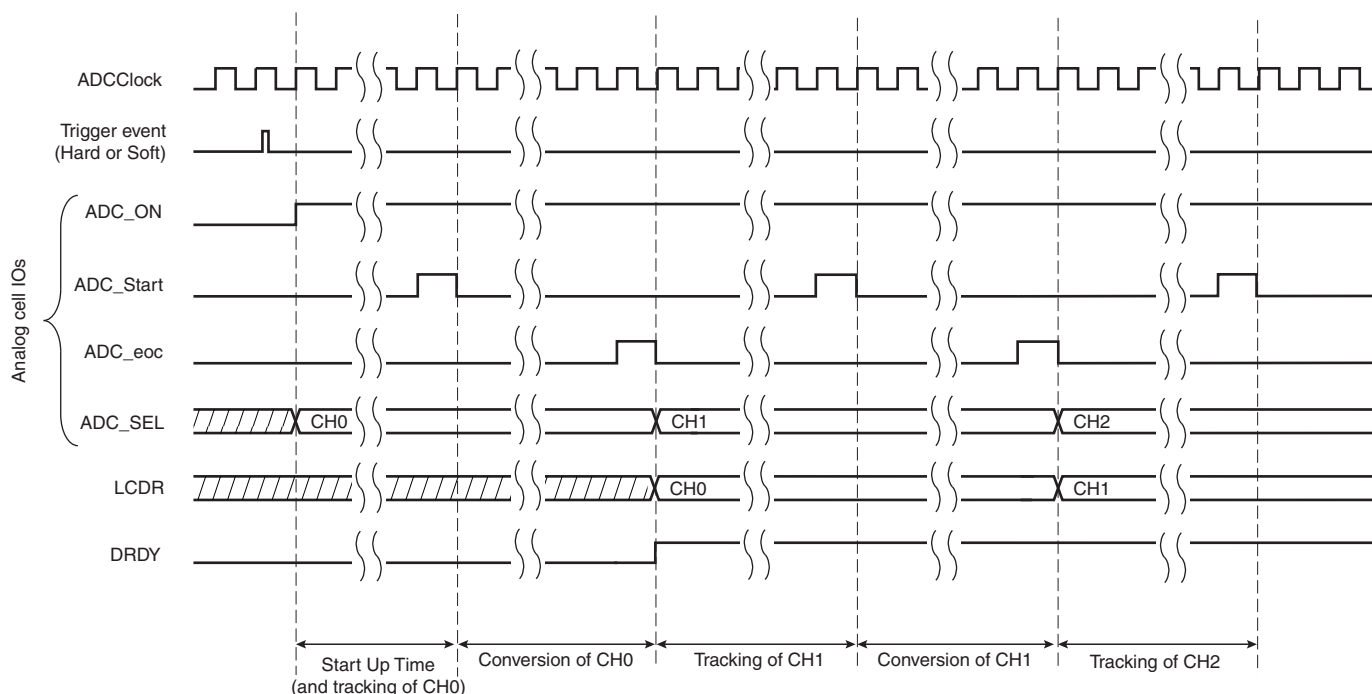 ADCClock
Trigger event
(Hard or Soft)
ADC_ON
ADC_Start
ADC_eoc
ADC_SEL
Analog cell IOs
CH0
CH1
CH2
LCDR
CH0
CH1
DRDY
Start Up Time
(and tracking of CH0)
Conversion of CH0
Tracking of CH1
Conversion of CH1
Tracking of CH2